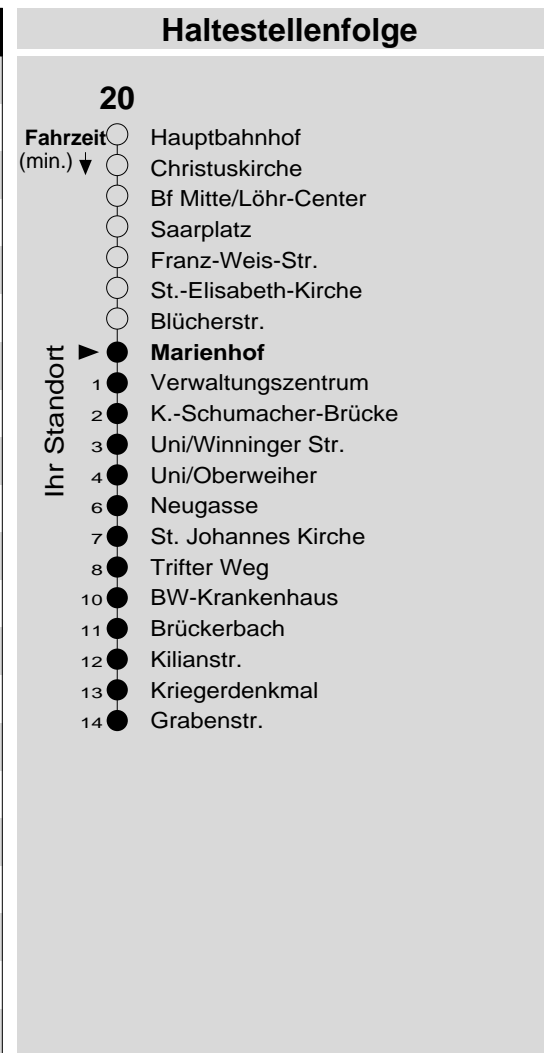 Haltestellenfolge
20
Fahrzeit Hauptbahnhof
(min.) Christuskirche
Bf Mitte/Löhr-Center
Saarplatz
Franz-Weis-Str.
St.-Elisabeth-Kirche
Blücherstr.
Ihr Standort
Marienhof
1 Verwaltungszentrum
2 K.-Schumacher-Brücke
3 Uni/Winninger Str.
4 Uni/Oberweiher
6 Neugasse
7 St. Johannes Kirche
8 Trifter Weg
10 BW-Krankenhaus
11 Brückerbach
12 Kilianstr.
13 Kriegerdenkmal
14 Grabenstr.